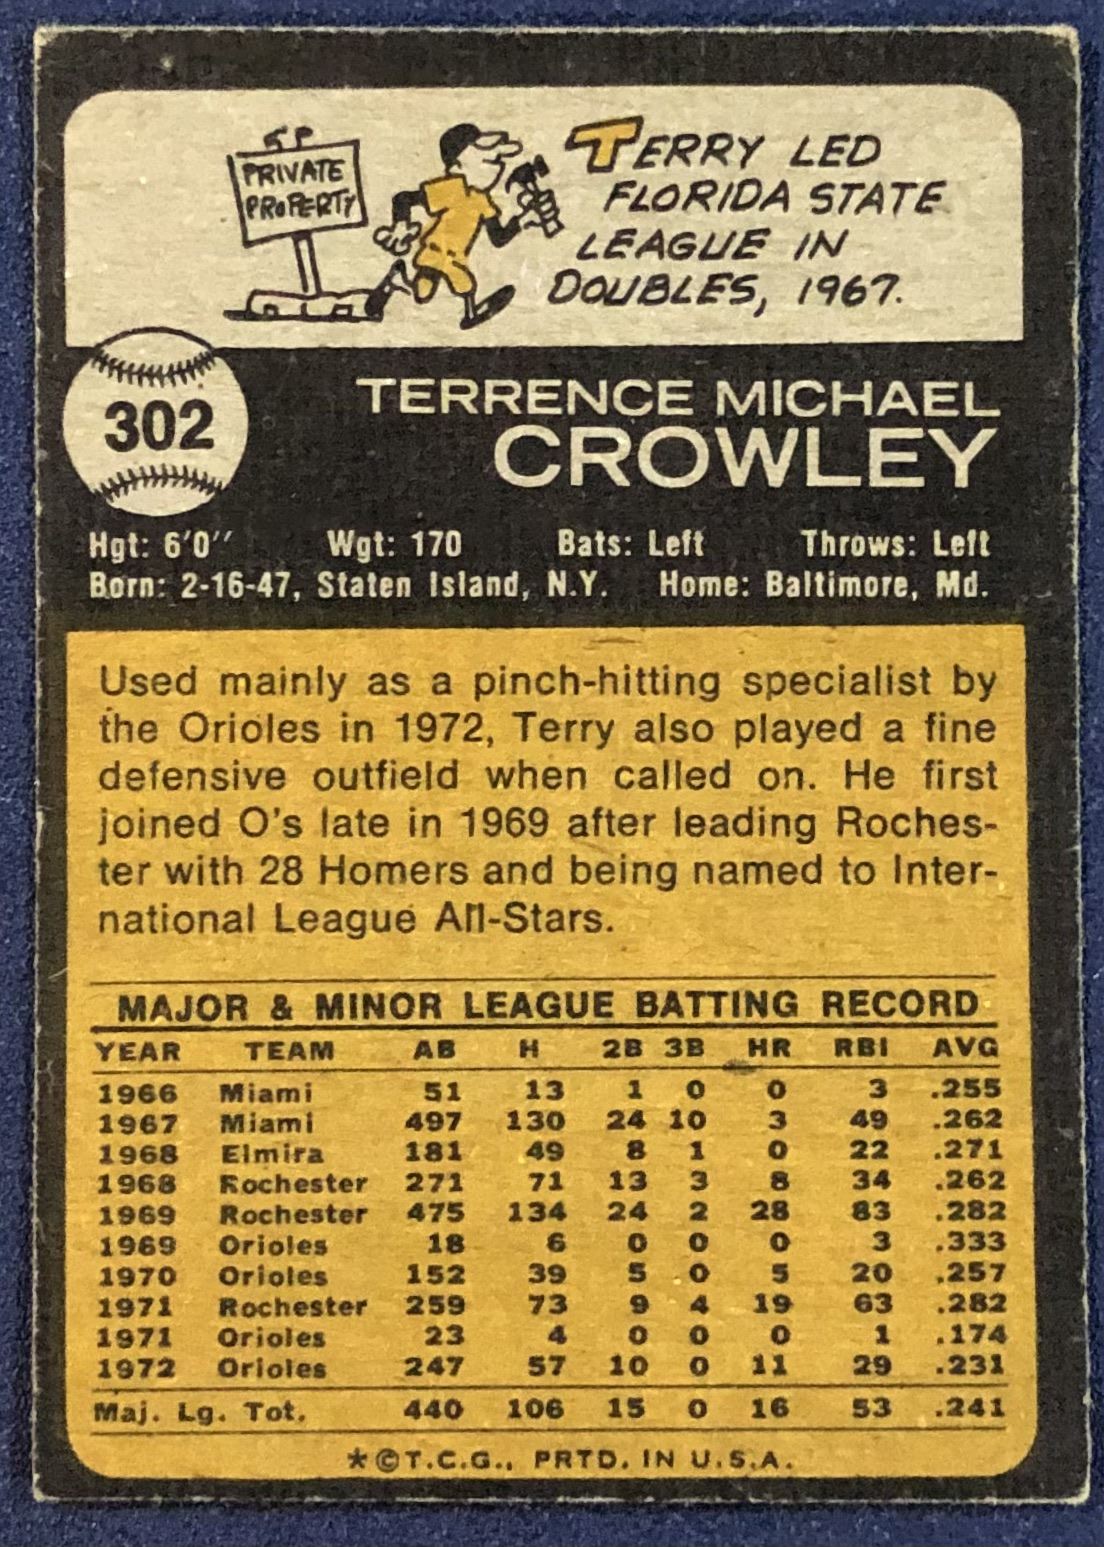 PRIVATE
PROPERTY
TERRY LED
FLORIDA STATE
LEAGUE IN
DOUBLES, 1967.
302
TERRENCE MICHAEL
CROWLEY
Hgt: 6'0" Wgt: 170 Bats: Left Throws: Left
Born: 2-16-47, Staten Island, N.Y. Home: Baltimore, Md.
Used mainly as a pinch-hitting specialist by
the Orioles in 1972, Terry also played a fine
defensive outfield when called on. He first
joined O's late in 1969 after leading Roches-
ter with 28 Homers and being named to Inter-
national League All-Stars.
MAJOR & MINOR LEAGUE BATTING RECORD
YEAR TEAM AB H 2B 3B HR RBI AVG
1966 Miami 51 13 1 0 0 3 .255
1967 Miami 497 130 24 10 3 49 .262
1968 Elmira 181 49 8 1 0 22 .271
1968 Rochester 271 71 13 3 8 34 .262
1969 Rochester 475 134 24 2 28 83 .282
1969 Orioles 18 6 0 0 0 3 .333
1970 Orioles 152 39 5 0 5 20 .257
1971 Rochester 259 73 9 4 19 63 .282
1971 Orioles 23 4 0 0 0 1 .174
1972 Orioles 247 57 10 0 11 29 .231
Maj. Lg. Tot. 440 106 15 0 16 53 .241
*©T.C.G., PRTD. IN U.S.A.